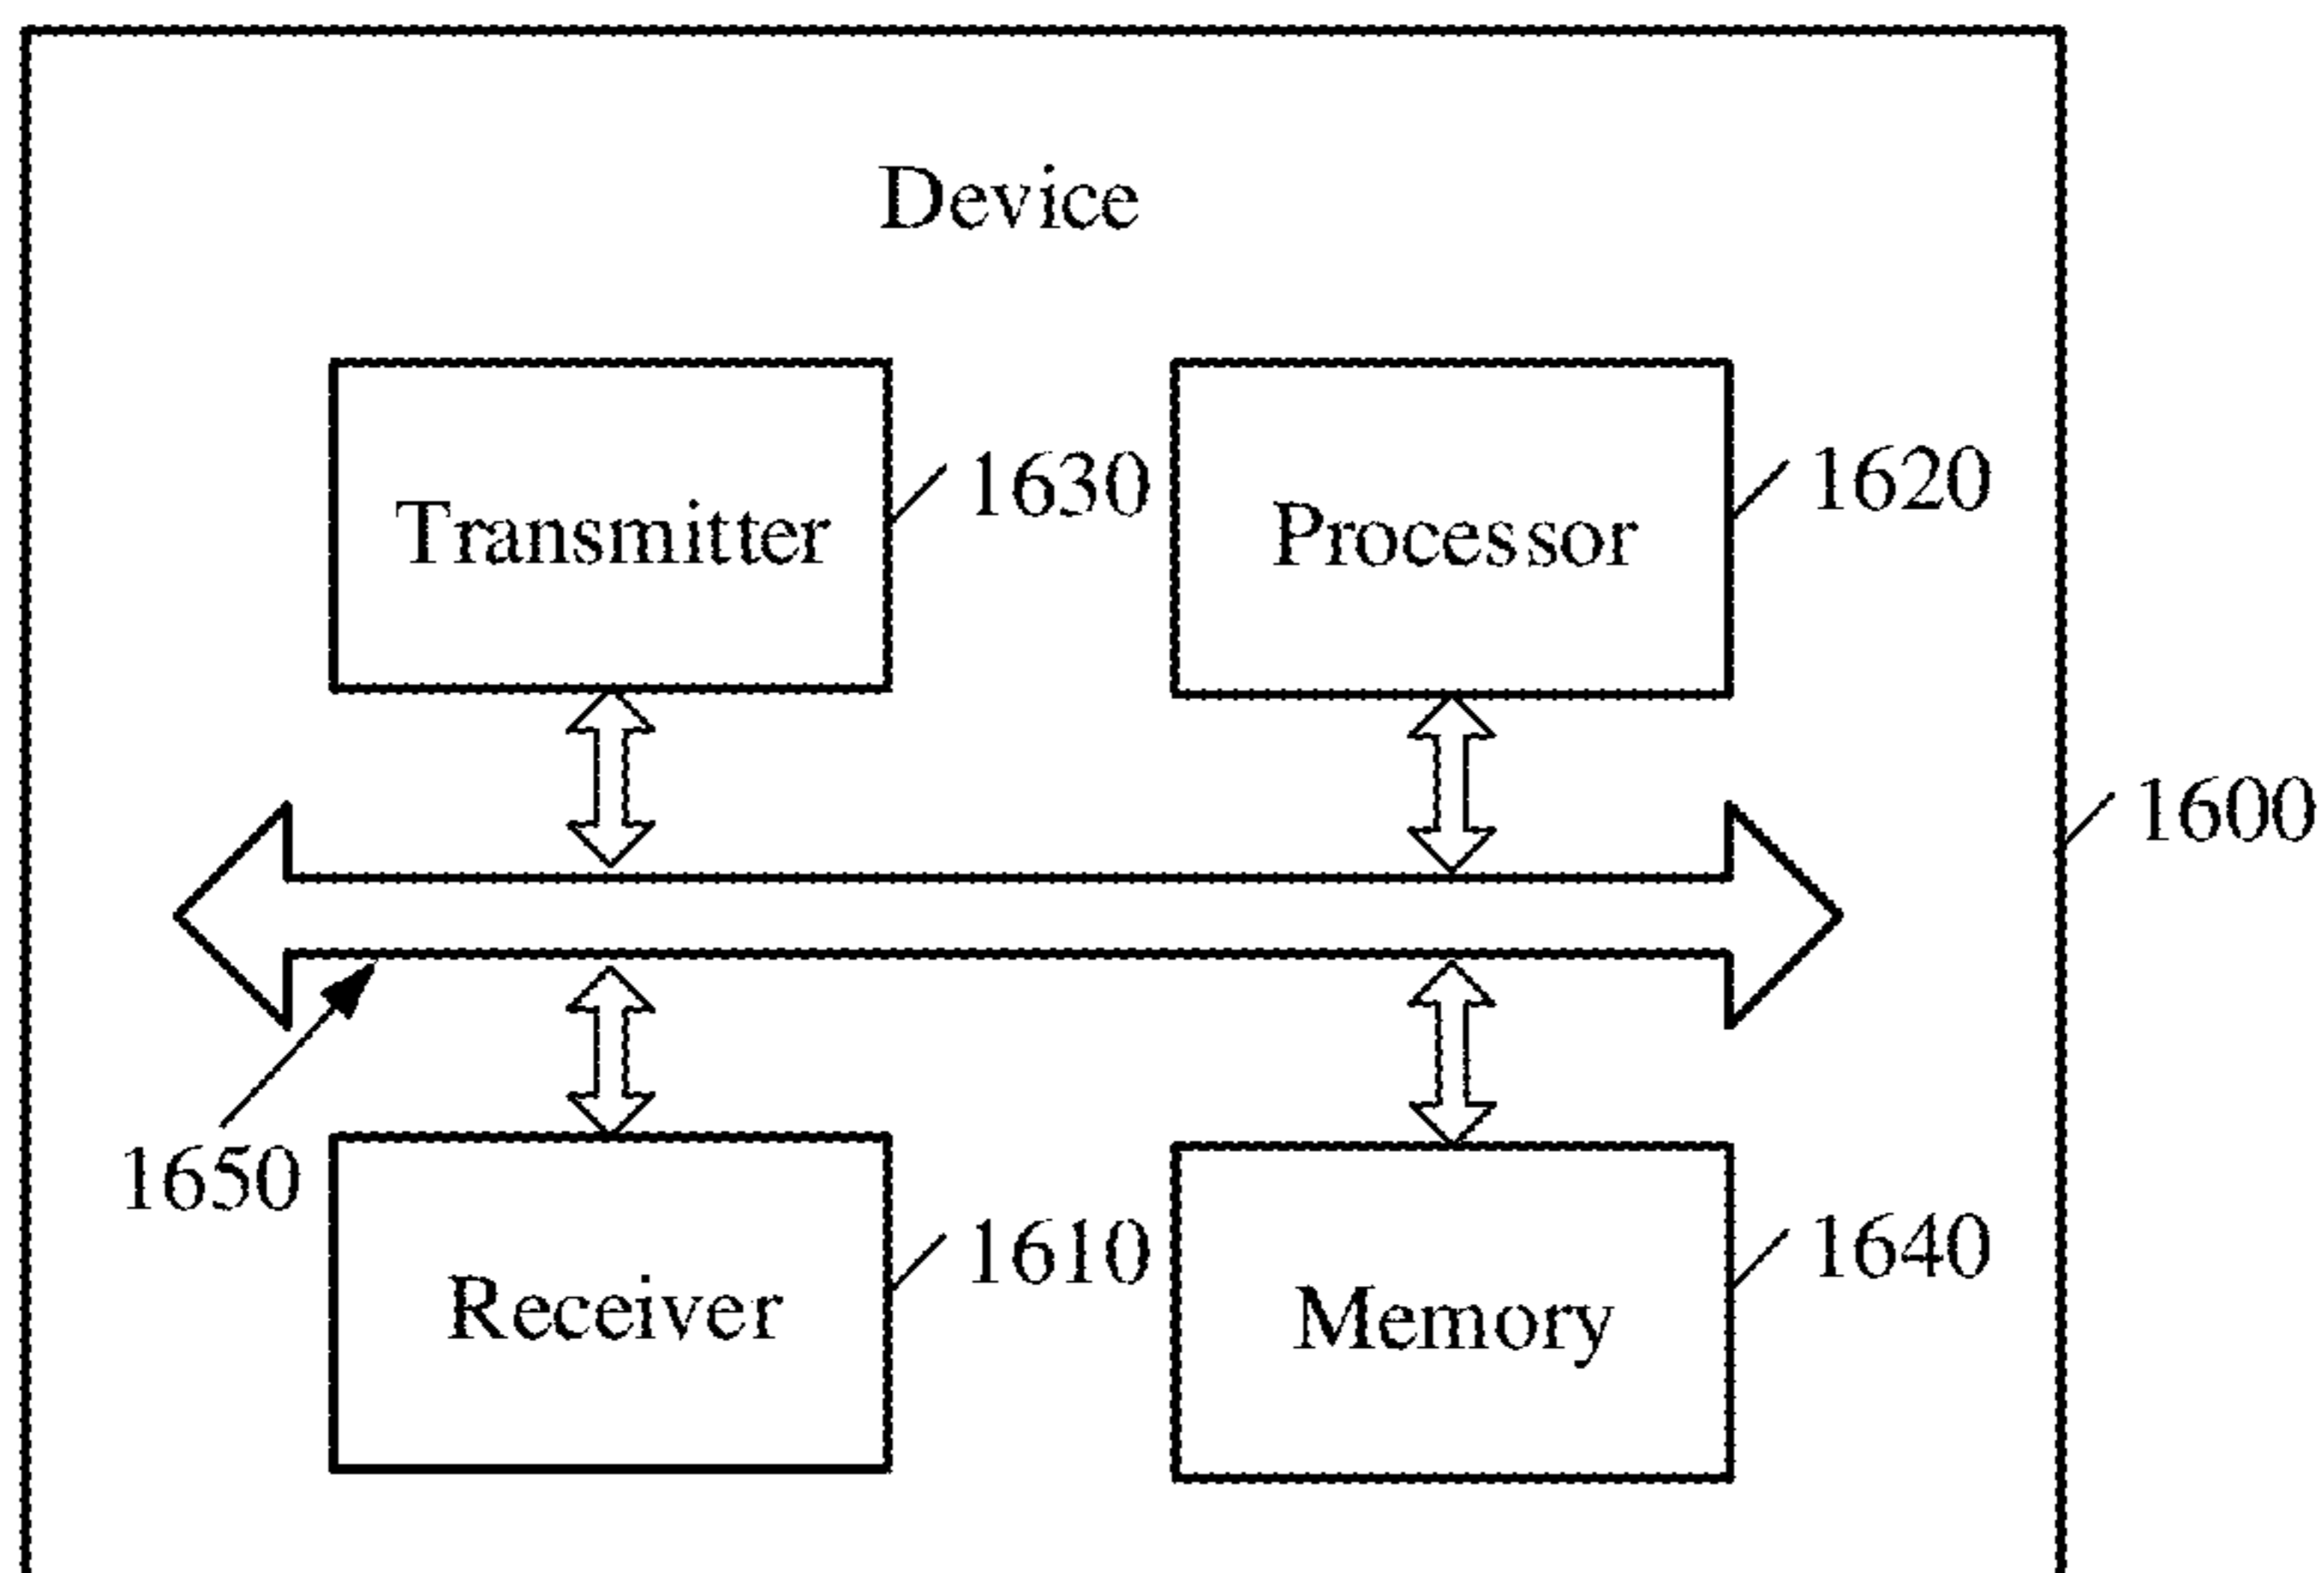 Device
Transmitter
1630
Processor
1620
1600
1650
Receiver
1610
Memory
1640